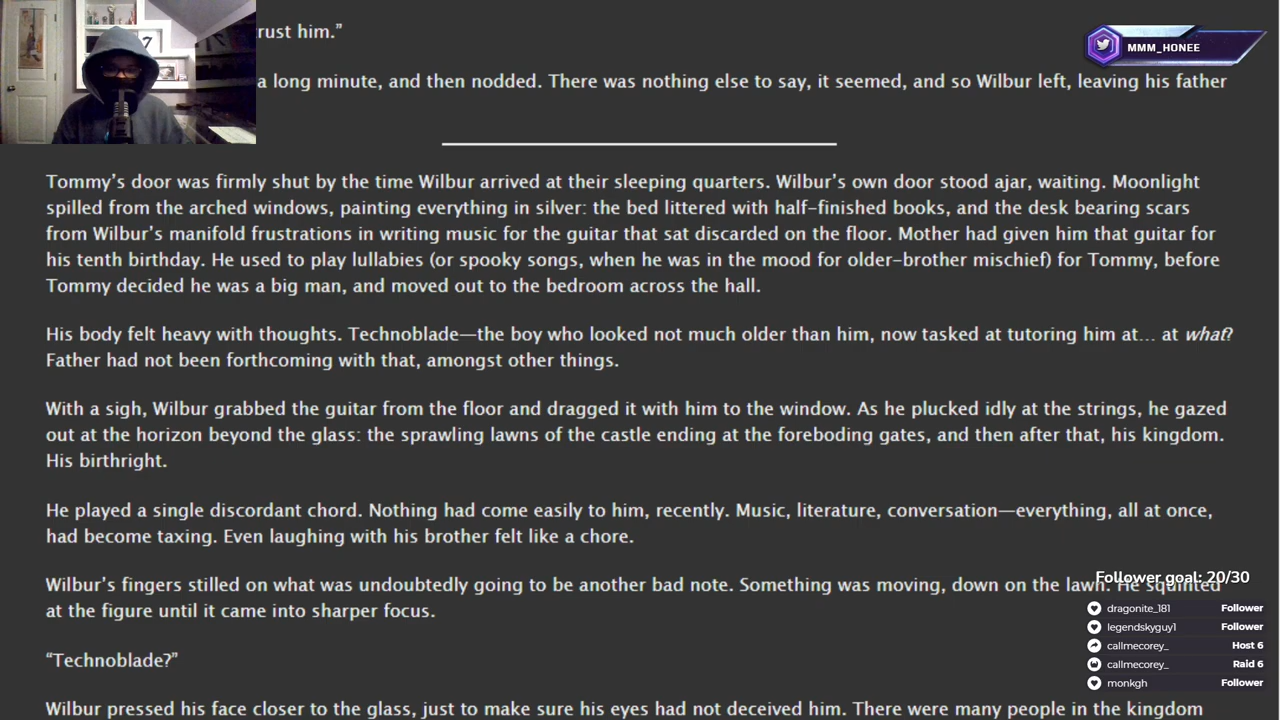 rust him.”
MMM_HONEE
a long minute, and then nodded. There was nothing else to say, it seemed, and so Wilbur left, leaving his father
Tommy’s door was firmly shut by the time Wilbur arrived at their sleeping quarters. Wilbur’s own door stood ajar, waiting. Moonlight
spilled from the arched windows, painting everything in silver: the bed littered with half-finished books, and the desk bearing scars
from Wilbur’s manifold frustrations in writing music for the guitar that sat discarded on the floor. Mother had given him that guitar for
his tenth birthday. He used to play lullabies (or spooky songs, when he was in the mood for older-brother mischief) for Tommy, before
Tommy decided he was a big man, and moved out to the bedroom across the hall.
His body felt heavy with thoughts. Technoblade—the boy who looked not much older than him, now tasked at tutoring him at… at what?
Father had not been forthcoming with that, amongst other things.
With a sigh, Wilbur grabbed the guitar from the floor and dragged it with him to the window. As he plucked idly at the strings, he gazed
out at the horizon beyond the glass: the sprawling lawns of the castle ending at the foreboding gates, and then after that, his kingdom.
His birthright.
He played a single discordant chord. Nothing had come easily to him, recently. Music, literature, conversation—everything, all at once,
had become taxing. Even laughing with his brother felt like a chore.
Wilbur’s fingers stilled on what was undoubtedly going to be another bad note. Something was moving, down on the lawn. He squinted
at the figure until it came into sharper focus.
“Technoblade?”
Wilbur pressed his face closer to the glass, just to make sure his eyes had not deceived him. There were many people in the kingdom
Follower goal: 20/30
dragonite_181 Follower
legendskyguy1 Follower
callmecorey_ Host 6
callmecorey_ Raid 6
monkgh Follower